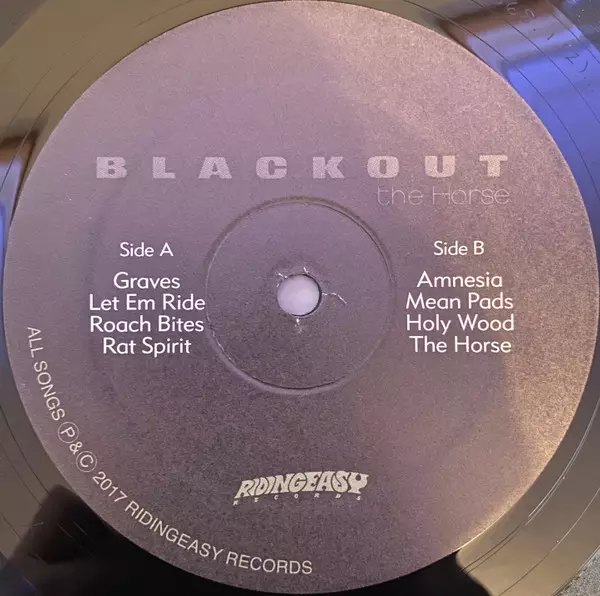 BLACKOUT
the Horse
Side A
Graves
Let Em Ride
Roach Bites
Rat Spirit
Side B
Amnesia
Mean Pads
Holy Wood
The Horse
RIDINGEASY
RECORDS
ALL SONGS Ⓟ&Ⓒ 2017 RIDINGEASY RECORDS